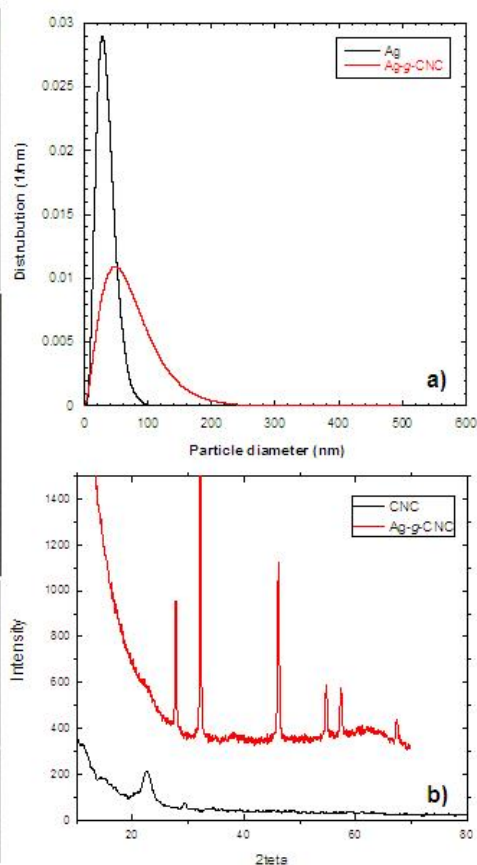 0.03
Ag
Ag-g-CNC
0.025
0.02
0.015
0.01
0.005
0
Distrubution (1/nm)
a)
0 100 200 300 400 500 600
Particle diameter (nm)
1400
CNC
Ag-g-CNC
1200
1000
800
600
400
200
0
Intensity
b)
20 40 60 80
2teta